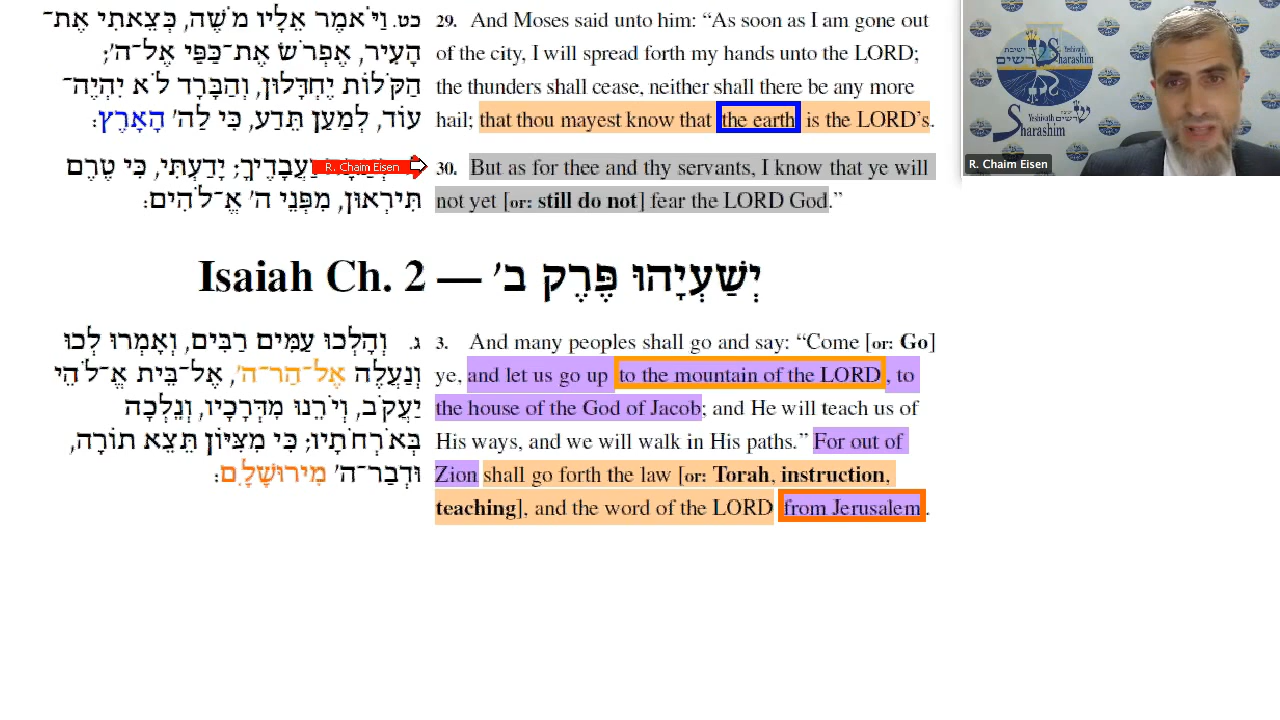 כט. וַיֹּאמֶר אֵלָיו מֹשֶׁה, כְּצֵאתִי אֶת־
הָעִיר, אֶפְרֹשׂ אֶת־כַּפַּי אֶל־ה';
הַקֹּלוֹת יֶחְדָּלוּן, וְהַבָּרָד לֹא יִהְיֶה־
עוֹד, לְמַעַן תֵּדַע, כִּי לַה' הָאָרֶץ:
וַעֲבָדֶיךָ; יָדַעְתִּי, כִּי טֶרֶם
תִּירְאוּן, מִפְּנֵי ה' אֱ־לֹהִים:
29. And Moses said unto him: “As soon as I am gone out
of the city, I will spread forth my hands unto the LORD;
the thunders shall cease, neither shall there be any more
hail; that thou mayest know that the earth is the LORD’s.
R. Chaim Eisen
30. But as for thee and thy servants, I know that ye will
not yet [or: still do not] fear the LORD God.”
Isaiah Ch. 2 — יְשַׁעְיָהוּ פֶּרֶק ב'
ג. וְהָלְכוּ עַמִּים רַבִּים, וְאָמְרוּ לְכוּ
וְנַעֲלֶה אֶל־הַר־ה', אֶל־בֵּית אֱ־לֹהֵי
יַעֲקֹב, וְיֹרֵנוּ מִדְּרָכָיו, וְנֵלְכָה
בְּאֹרְחֹתָיו; כִּי מִצִּיּוֹן תֵּצֵא תוֹרָה,
וּדְבַר־ה' מִירוּשָׁלָ‍ִם:
3. And many peoples shall go and say: “Come [or: Go]
ye, and let us go up to the mountain of the LORD, to
the house of the God of Jacob; and He will teach us of
His ways, and we will walk in His paths.” For out of
Zion shall go forth the law [or: Torah, instruction,
teaching], and the word of the LORD from Jerusalem.
ישיבת
שרשים
Yeshivath
Sharashim
Yeshivath
Sharashim
R. Chaim Eisen